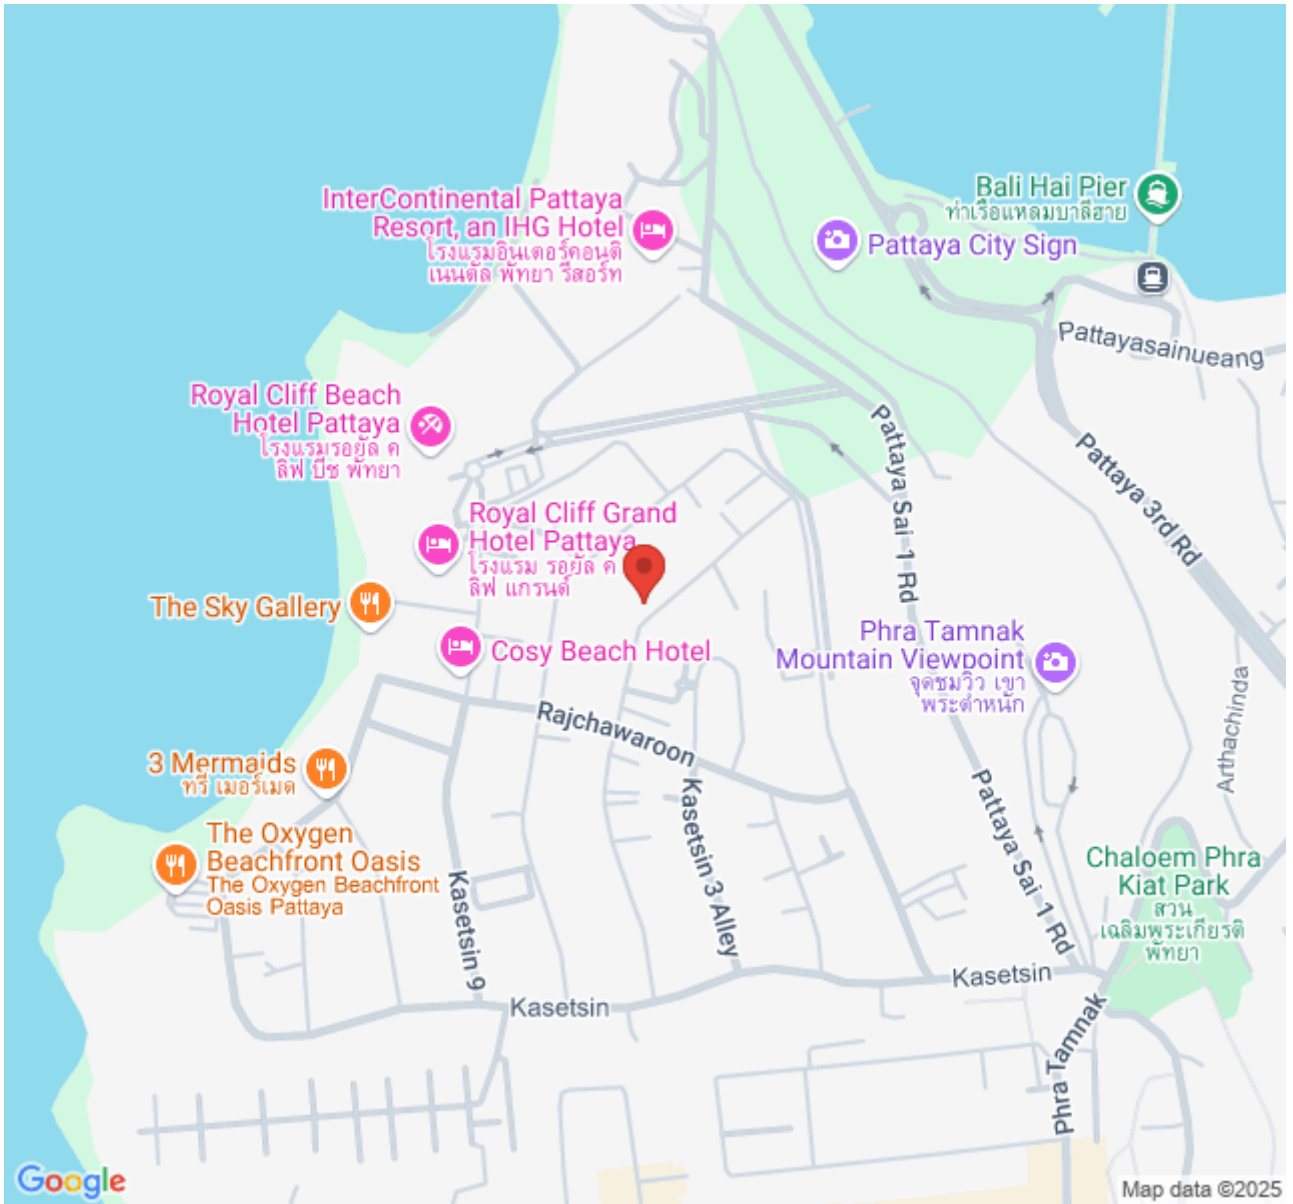 InterContinental Pattaya
Resort, an IHG Hotel
โรงแรมอินเตอร์คอนติ
เนนตัล พัทยา รีสอร์ท
Bali Hai Pier
ท่าเรือแหลมบาลีฮาย
Pattaya City Sign
Pattayasainueang
Royal Cliff Beach
Hotel Pattaya
โรงแรมรอยัล ค
ลิฟ บีช พัทยา
Pattaya Sai 1 Rd
Pattaya 3rd Rd
Royal Cliff Grand
Hotel Pattaya
โรงแรม รอยัล ค
ลิฟ แกรนด์
The Sky Gallery
Cosy Beach Hotel
Phra Tamnak
Mountain Viewpoint
จุดชมวิว เขา
พระตำหนัก
Arthachinda
Rajchawaroon
3 Mermaids
ทรี เมอร์เมด
Kasetsin 3 Alley
Pattaya Sai 1 Rd
The Oxygen
Beachfront Oasis
The Oxygen Beachfront
Oasis Pattaya
Chaloem Phra
Kiat Park
สวน
เฉลิมพระเกียรติ
พัทยา
Kasetsin 9
Kasetsin
Kasetsin
Phra Tamnak
Google
Map data ©2025